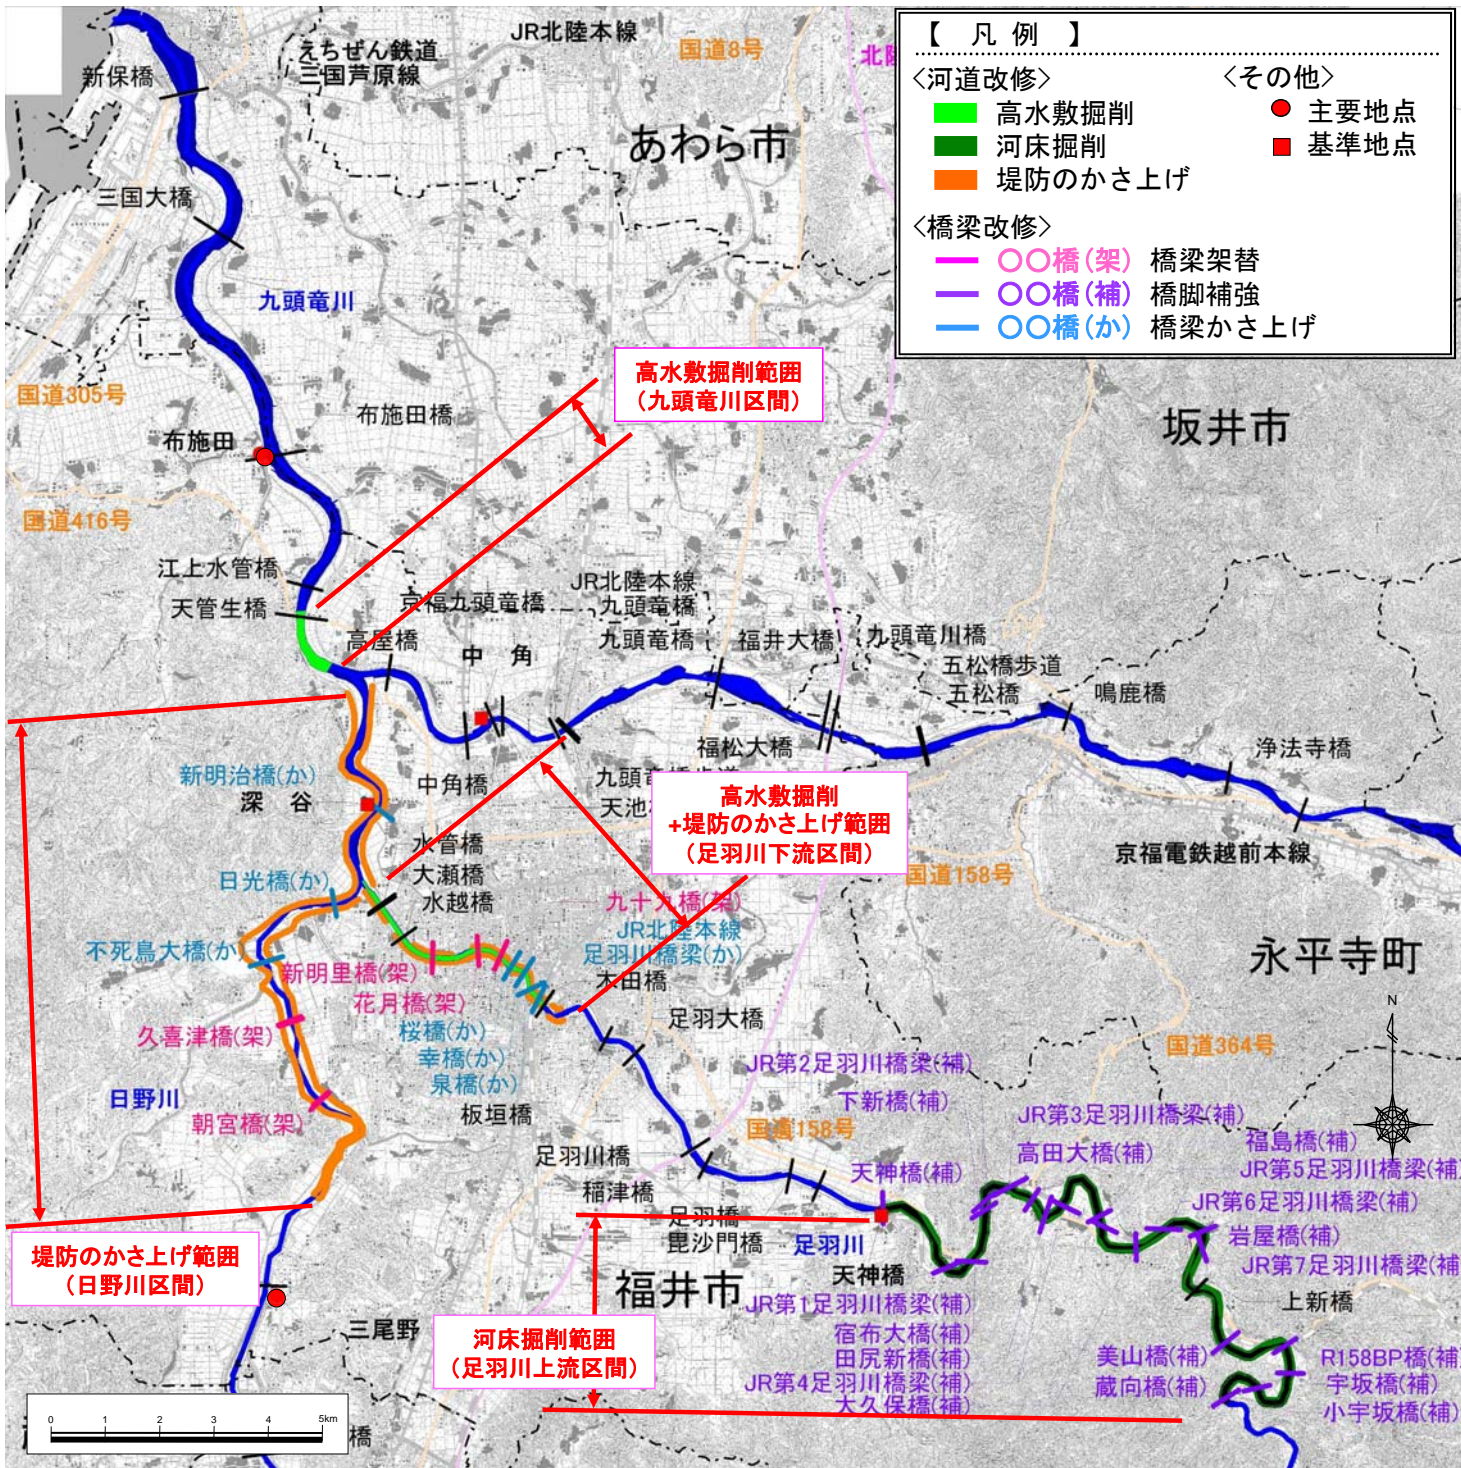 【 凡 例 】
<河道改修>
高水敷掘削
河床掘削
堤防のかさ上げ
<その他>
主要地点
基準地点
<橋梁改修>
〇〇橋(架) 橋梁架替
〇〇橋(補) 橋脚補強
〇〇橋(か) 橋梁かさ上げ
えちぜん鉄道
三国芦原線
JR北陸本線
国道8号
新保橋
あわら市
三国大橋
九頭竜川
国道305号
布施田橋
布施田
高水敷掘削範囲
(九頭竜川区間)
坂井市
国道416号
江上水管橋
天菅生橋
京福九頭竜橋
JR北陸本線
九頭竜橋
高屋橋
中 角
九頭竜橋
福井大橋
九頭竜川橋
五松橋歩道
五松橋
鳴鹿橋
福松大橋
浄法寺橋
新明治橋(か)
深 谷
中角橋
高水敷掘削
+堤防のかさ上げ範囲
(足羽川下流区間)
水管橋
大瀬橋
水越橋
京福電鉄越前本線
国道158号
日光橋(か)
九十九橋(架)
JR北陸本線
足羽川橋梁(か)
不死鳥大橋(か)
新明里橋(架)
木田橋
永平寺町
花月橋(架)
久喜津橋(架)
桜橋(か)
幸橋(か)
泉橋(か)
足羽大橋
国道364号
N
日野川
朝宮橋(架)
板垣橋
JR第2足羽川橋梁(補)
下新橋(補)
国道158号
JR第3足羽川橋梁(補)
高田大橋(補)
福島橋(補)
JR第5足羽川橋梁(補
足羽川橋
稲津橋
天神橋(補)
JR第6足羽川橋梁(補)
足羽橋
毘沙門橋
足羽川
岩屋橋(補)
JR第7足羽川橋梁(補
堤防のかさ上げ範囲
(日野川区間)
天神橋
福井市
上新橋
JR第1足羽川橋梁(補)
宿布大橋(補)
田尻新橋(補)
JR第4足羽川橋梁(補)
大久保橋(補)
三尾野
河床掘削範囲
(足羽川上流区間)
美山橋(補)
蔵向橋(補)
R158BP橋(補
宇坂橋(補)
小宇坂橋(補)
0 1 2 3 4 5km
橋